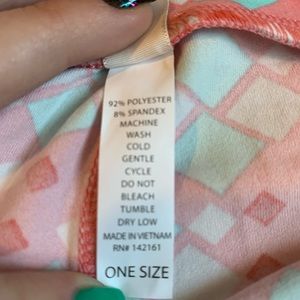 92% POLYESTER
8% SPANDEX
MACHINE
WASH
COLD
GENTLE
CYCLE
DO NOT
BLEACH
TUMBLE
DRY LOW
MADE IN VIETNAM
RN# 142161
ONE SIZE